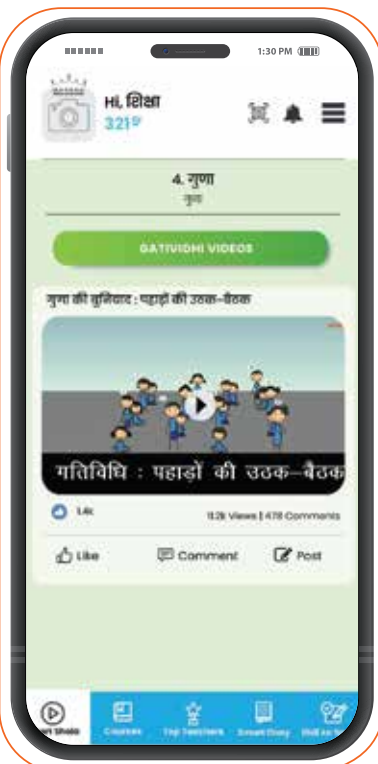 1:30 PM
Hi, शिक्षा
321
4. गुणा
गुणा
GATIVIDHI VIDEOS
गुणा की बुनियाद : पहाड़ों की उठक-बैठक
गतिविधि : पहाड़ों की उठक–बैठक
1.4k
11.2k Views | 478 Comments
Like
Comment
Post
Courses
Top Teachers
Smart Diary